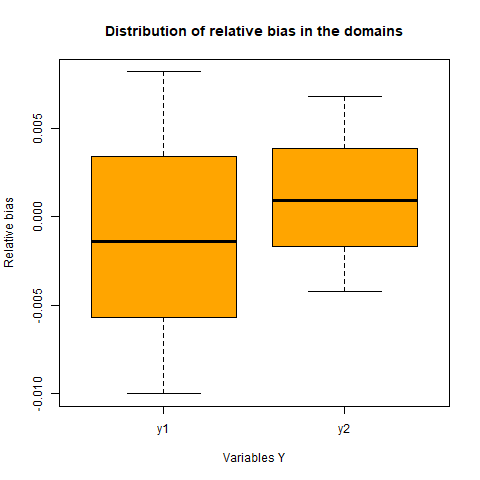 Distribution of relative bias in the domains
Relative bias
0.005
0.000
-0.005
-0.010
y1
y2
Variables Y